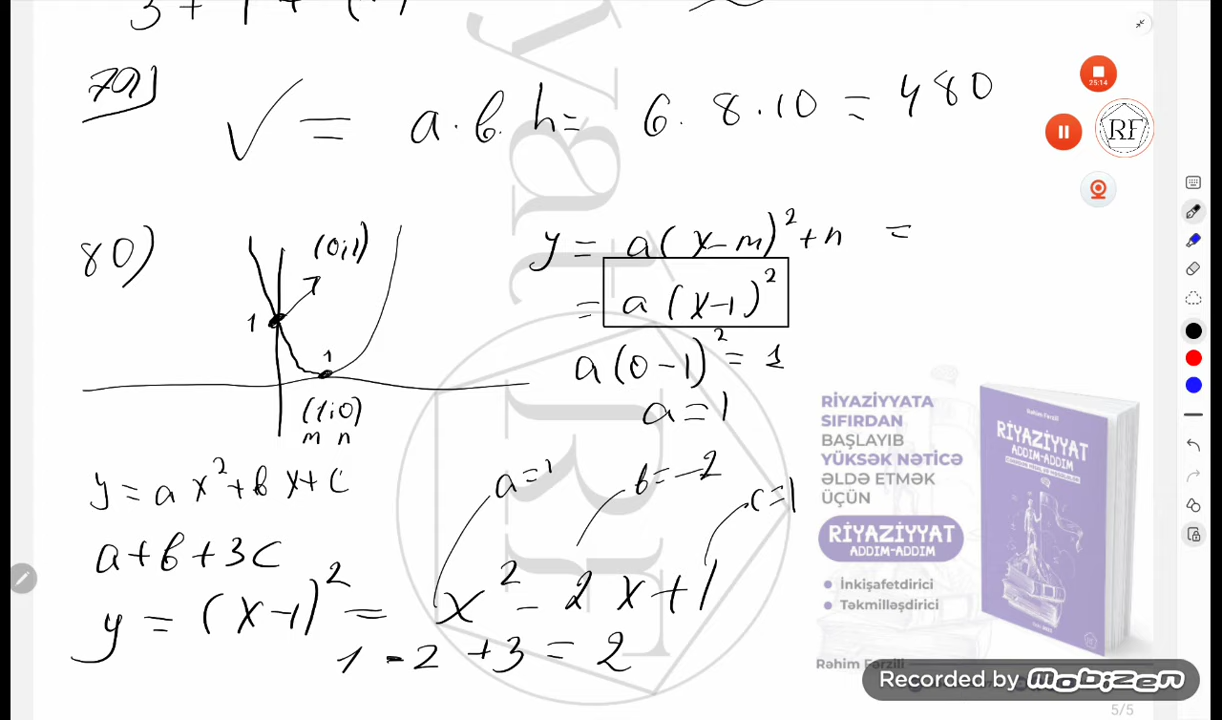 25:14
RF
79)
V = a·b·h = 6·8·10 = 480
80)
(0;1)
1
1
(1;0)
m n
y = a(x-m)²+n =
= a(x-1)²
a(0-1)² = 1
a=1
y = ax²+bx+c
a+b+3c
a=1
b=-2
c=1
y = (x-1)² = x² - 2x+1
1 - 2 + 3 = 2
RİYAZİYYATA
SIFIRDAN
BAŞLAYIB
YÜKSƏK NƏTİCƏ
ƏLDƏ ETMƏK
ÜÇÜN
RİYAZİYYAT
ADDIM-ADDIM
• İnkişafetdirici
• Təkmilləşdirici
Rəhim Fərzili
RİYAZİYYAT
ADDIM-ADDIM
Recorded by mobizen
5/5